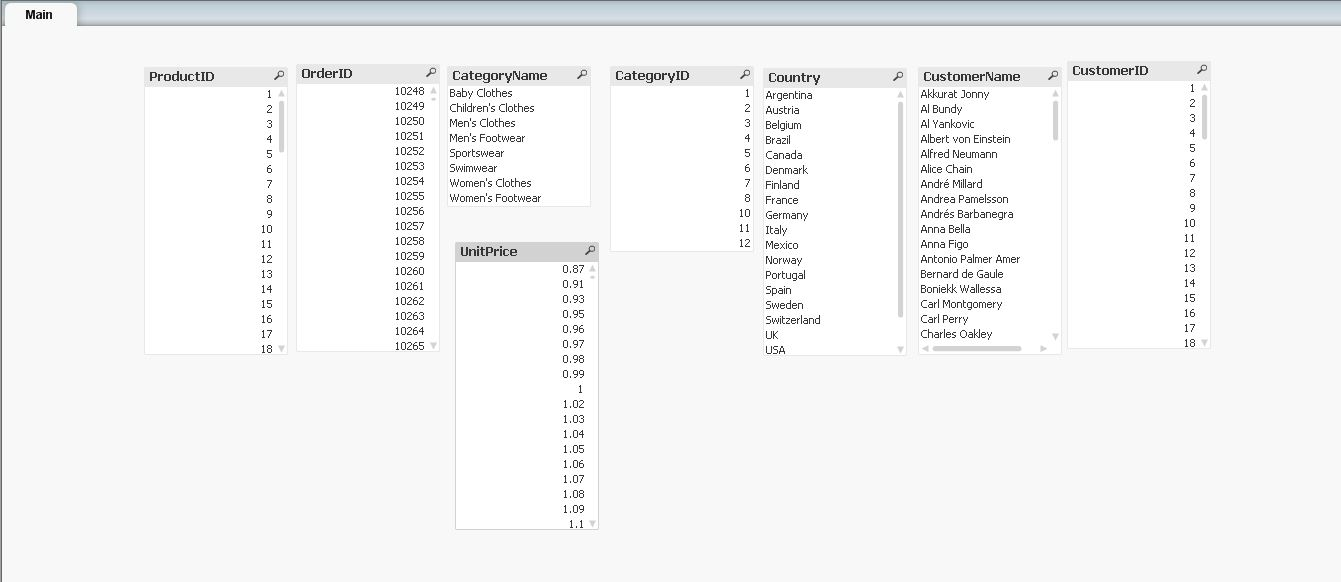 Main
ProductID
1
2
3
4
5
6
7
8
9
10
11
12
13
14
15
16
17
18
OrderID
10248
10249
10250
10251
10252
10253
10254
10255
10256
10257
10258
10259
10260
10261
10262
10263
10264
10265
CategoryName
Baby Clothes
Children's Clothes
Men's Clothes
Men's Footwear
Sportswear
Swimwear
Women's Clothes
Women's Footwear
UnitPrice
0.87
0.91
0.93
0.95
0.96
0.97
0.98
0.99
1
1.02
1.03
1.04
1.05
1.06
1.07
1.08
1.09
1.1
CategoryID
1
2
3
4
5
6
7
8
10
11
12
Country
Argentina
Austria
Belgium
Brazil
Canada
Denmark
Finland
France
Germany
Italy
Mexico
Norway
Portugal
Spain
Sweden
Switzerland
UK
USA
CustomerName
Akkurat Jonny
Al Bundy
Al Yankovic
Albert von Einstein
Alfred Neumann
Alice Chain
André Millard
Andrea Pamelsson
Andrés Barbanegra
Anna Bella
Anna Figo
Antonio Palmer Amer
Bernard de Gaule
Boniekk Wallessa
Carl Montgomery
Carl Perry
Charles Oakley
CustomerID
1
2
3
4
5
6
7
8
9
10
11
12
13
14
15
16
17
18